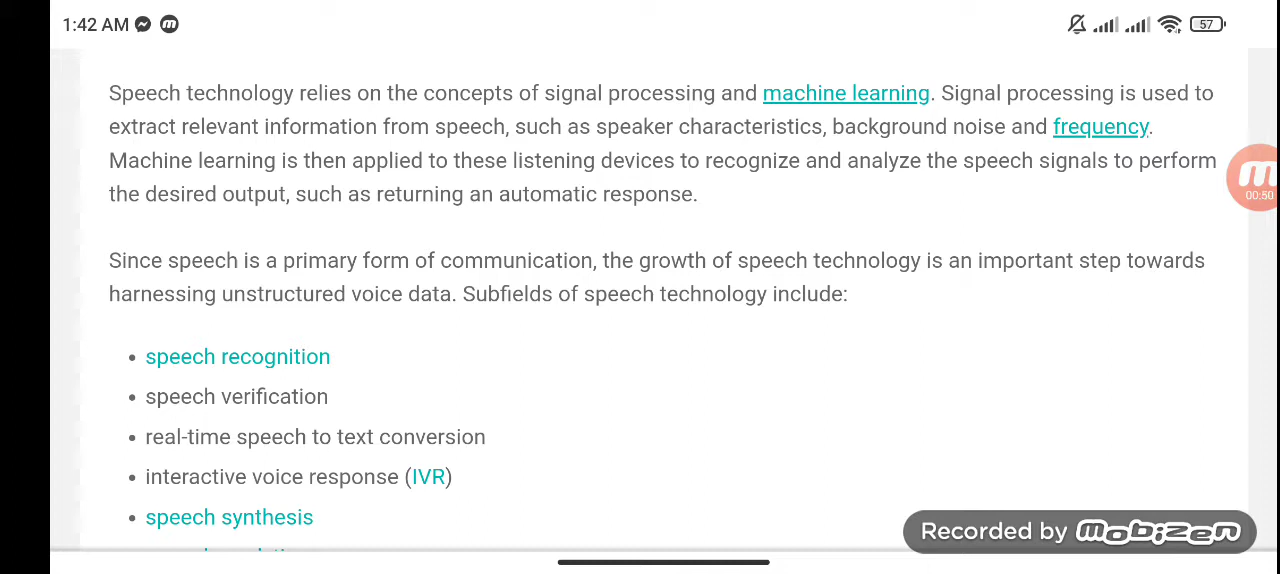 1:42 AM
57
Speech technology relies on the concepts of signal processing and machine learning. Signal processing is used to
extract relevant information from speech, such as speaker characteristics, background noise and frequency.
Machine learning is then applied to these listening devices to recognize and analyze the speech signals to perform
the desired output, such as returning an automatic response.
00:50
Since speech is a primary form of communication, the growth of speech technology is an important step towards
harnessing unstructured voice data. Subfields of speech technology include:
• speech recognition
• speech verification
• real-time speech to text conversion
• interactive voice response (IVR)
• speech synthesis
Recorded by mobizen